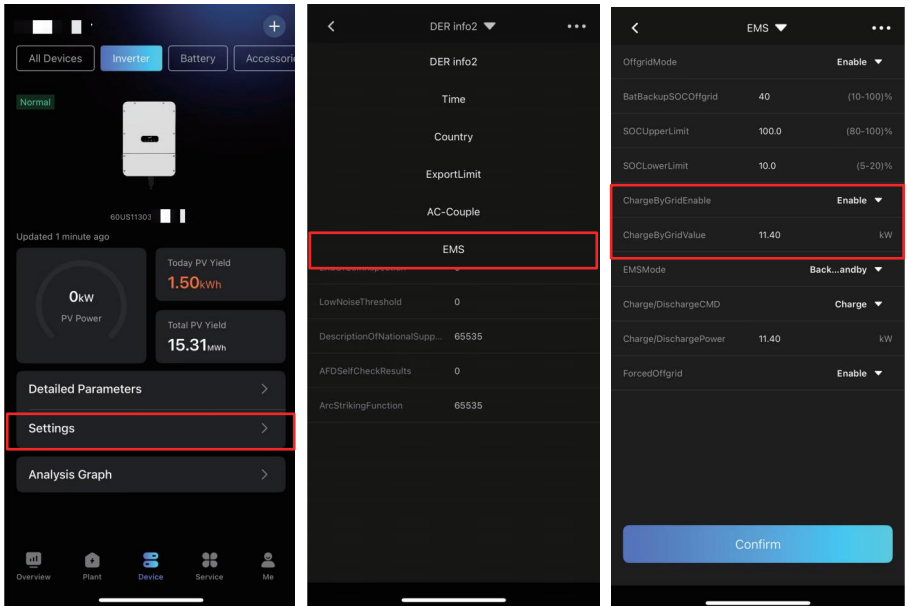 All Devices
Inverter
Battery
Accessori
Normal
60US11303
Updated 1 minute ago
0kW
PV Power
Today PV Yield
1.50kWh
Total PV Yield
15.31MWh
Detailed Parameters
Settings
Analysis Graph
Overview
Plant
Device
Service
Me
DER info2
DER info2
Time
Country
ExportLimit
AC-Couple
EMS
LowNoiseThreshold 0
DescriptionOfNationalSupp... 65535
AFDSelfCheckResults 0
ArcStrikingFunction 65535
EMS
OffgridMode Enable
BatBackupSOCOffgrid 40 (10-100)%
SOCUpperLimit 100.0 (80-100)%
SOCLowerLimit 10.0 (5-20)%
ChargeByGridEnable Enable
ChargeByGridValue 11.40 kW
EMSMode Back...andby
Charge/DischargeCMD Charge
Charge/DischargePower 11.40 kW
ForcedOffgrid Enable
Confirm